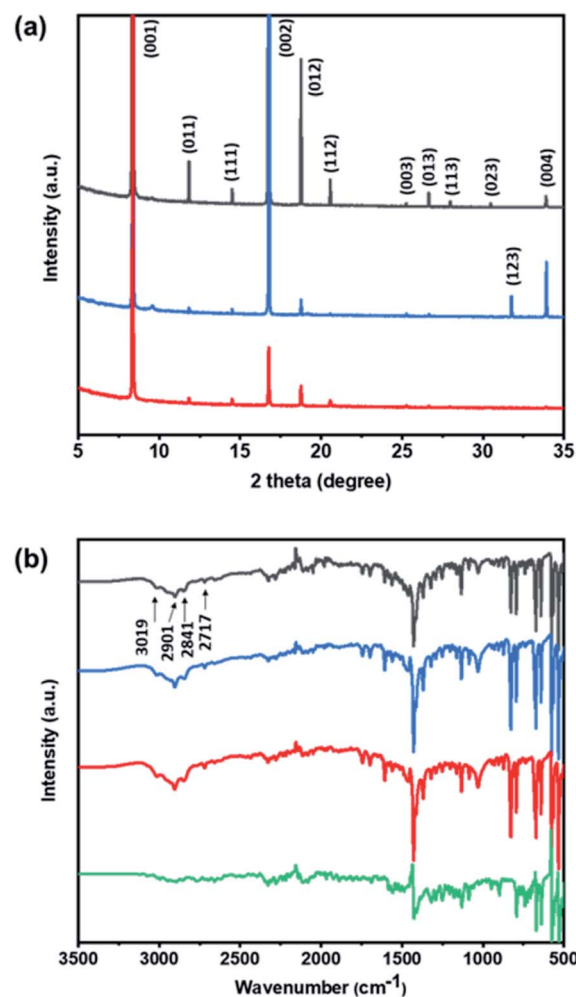 (a)
(001)
(002)
(012)
(011)
(111)
(112)
(003)
(013)
(113)
(023)
(004)
(123)
Intensity (a.u.)
5 10 15 20 25 30 35
2 theta (degree)
(b)
3019
2901
2841
2717
Intensity (a.u.)
3500 3000 2500 2000 1500 1000 500
Wavenumber (cm⁻¹)